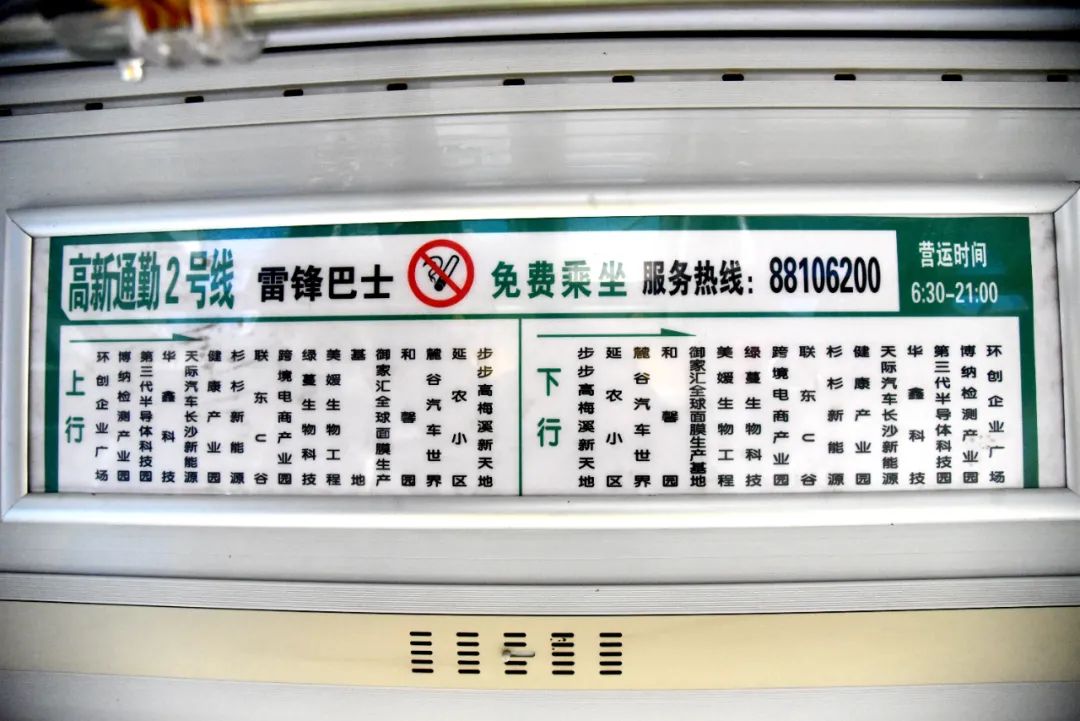 高新通勤2号线 雷锋巴士 免费乘坐 服务热线：88106200
营运时间
6:30-21:00
上行
环创企业广场
博纳检测产业园
第三代半导体科技园
华鑫科技
天际汽车长沙新能源
健康产业园
杉杉新能源
联东U谷
跨境电商产业园
绿蔓生物科技
美媛生物工程
基地
御家汇全球面膜生产
和馨园
麓谷汽车世界
延农小区
步步高梅溪新天地
下行
步步高梅溪新天地
延农小区
麓谷汽车世界
和馨园
御家汇全球面膜生产基地
美媛生物工程
绿蔓生物科技
跨境电商产业园
联东U谷
杉杉新能源
健康产业园
天际汽车长沙新能源
华鑫科技
第三代半导体科技园
博纳检测产业园
环创企业广场